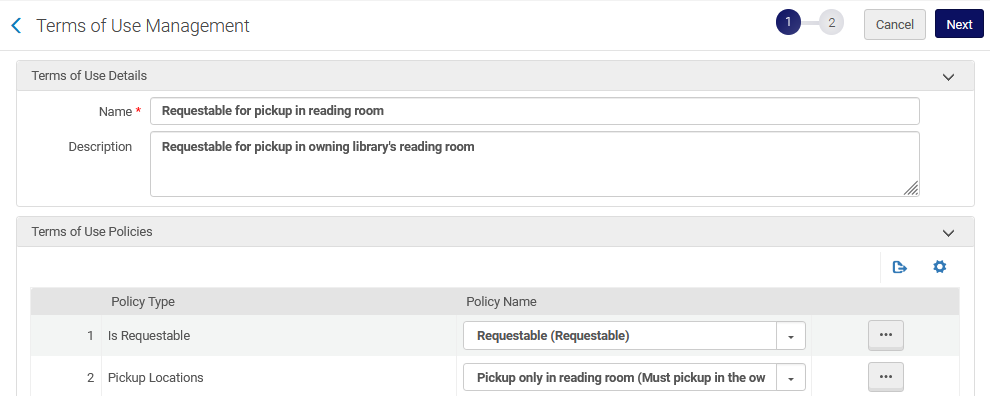 Terms of Use Management
1 2 Cancel Next
Terms of Use Details
Name * Requestable for pickup in reading room
Description Requestable for pickup in owning library's reading room
Terms of Use Policies
Policy Type Policy Name
1 Is Requestable Requestable (Requestable)
2 Pickup Locations Pickup only in reading room (Must pickup in the ow